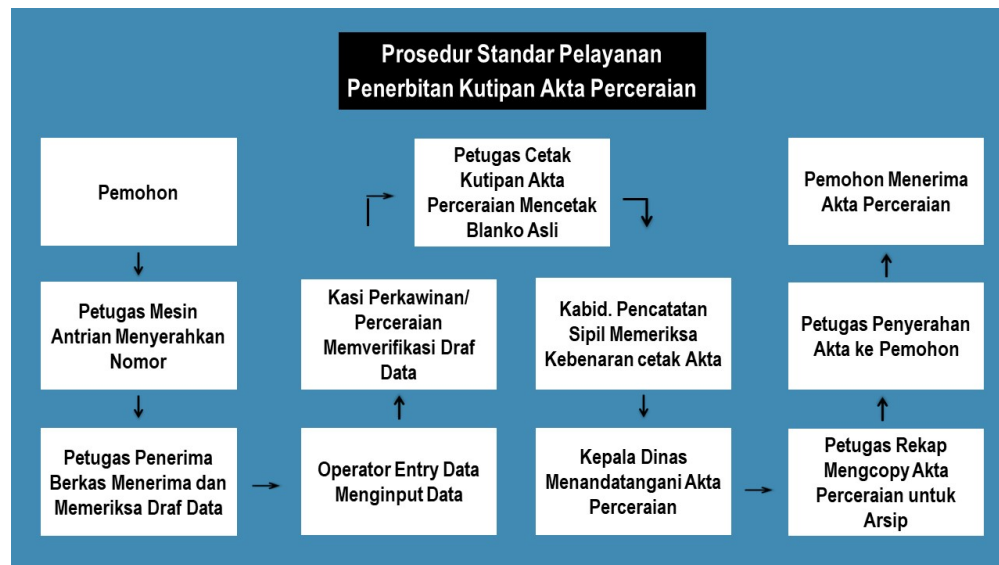 Prosedur Standar Pelayanan
Penerbitan Kutipan Akta Perceraian
Pemohon
Petugas Mesin
Antrian Menyerahkan
Nomor
Petugas Penerima
Berkas Menerima dan
Memeriksa Draf Data
Operator Entry Data
Menginput Data
Kasi Perkawinan/
Perceraian
Memverifikasi Draf
Data
Petugas Cetak
Kutipan Akta
Perceraian Mencetak
Blanko Asli
Kabid. Pencatatan
Sipil Memeriksa
Kebenaran cetak Akta
Kepala Dinas
Menandatangani Akta
Perceraian
Petugas Rekap
Mengcopy Akta
Perceraian untuk
Arsip
Petugas Penyerahan
Akta ke Pemohon
Pemohon Menerima
Akta Perceraian